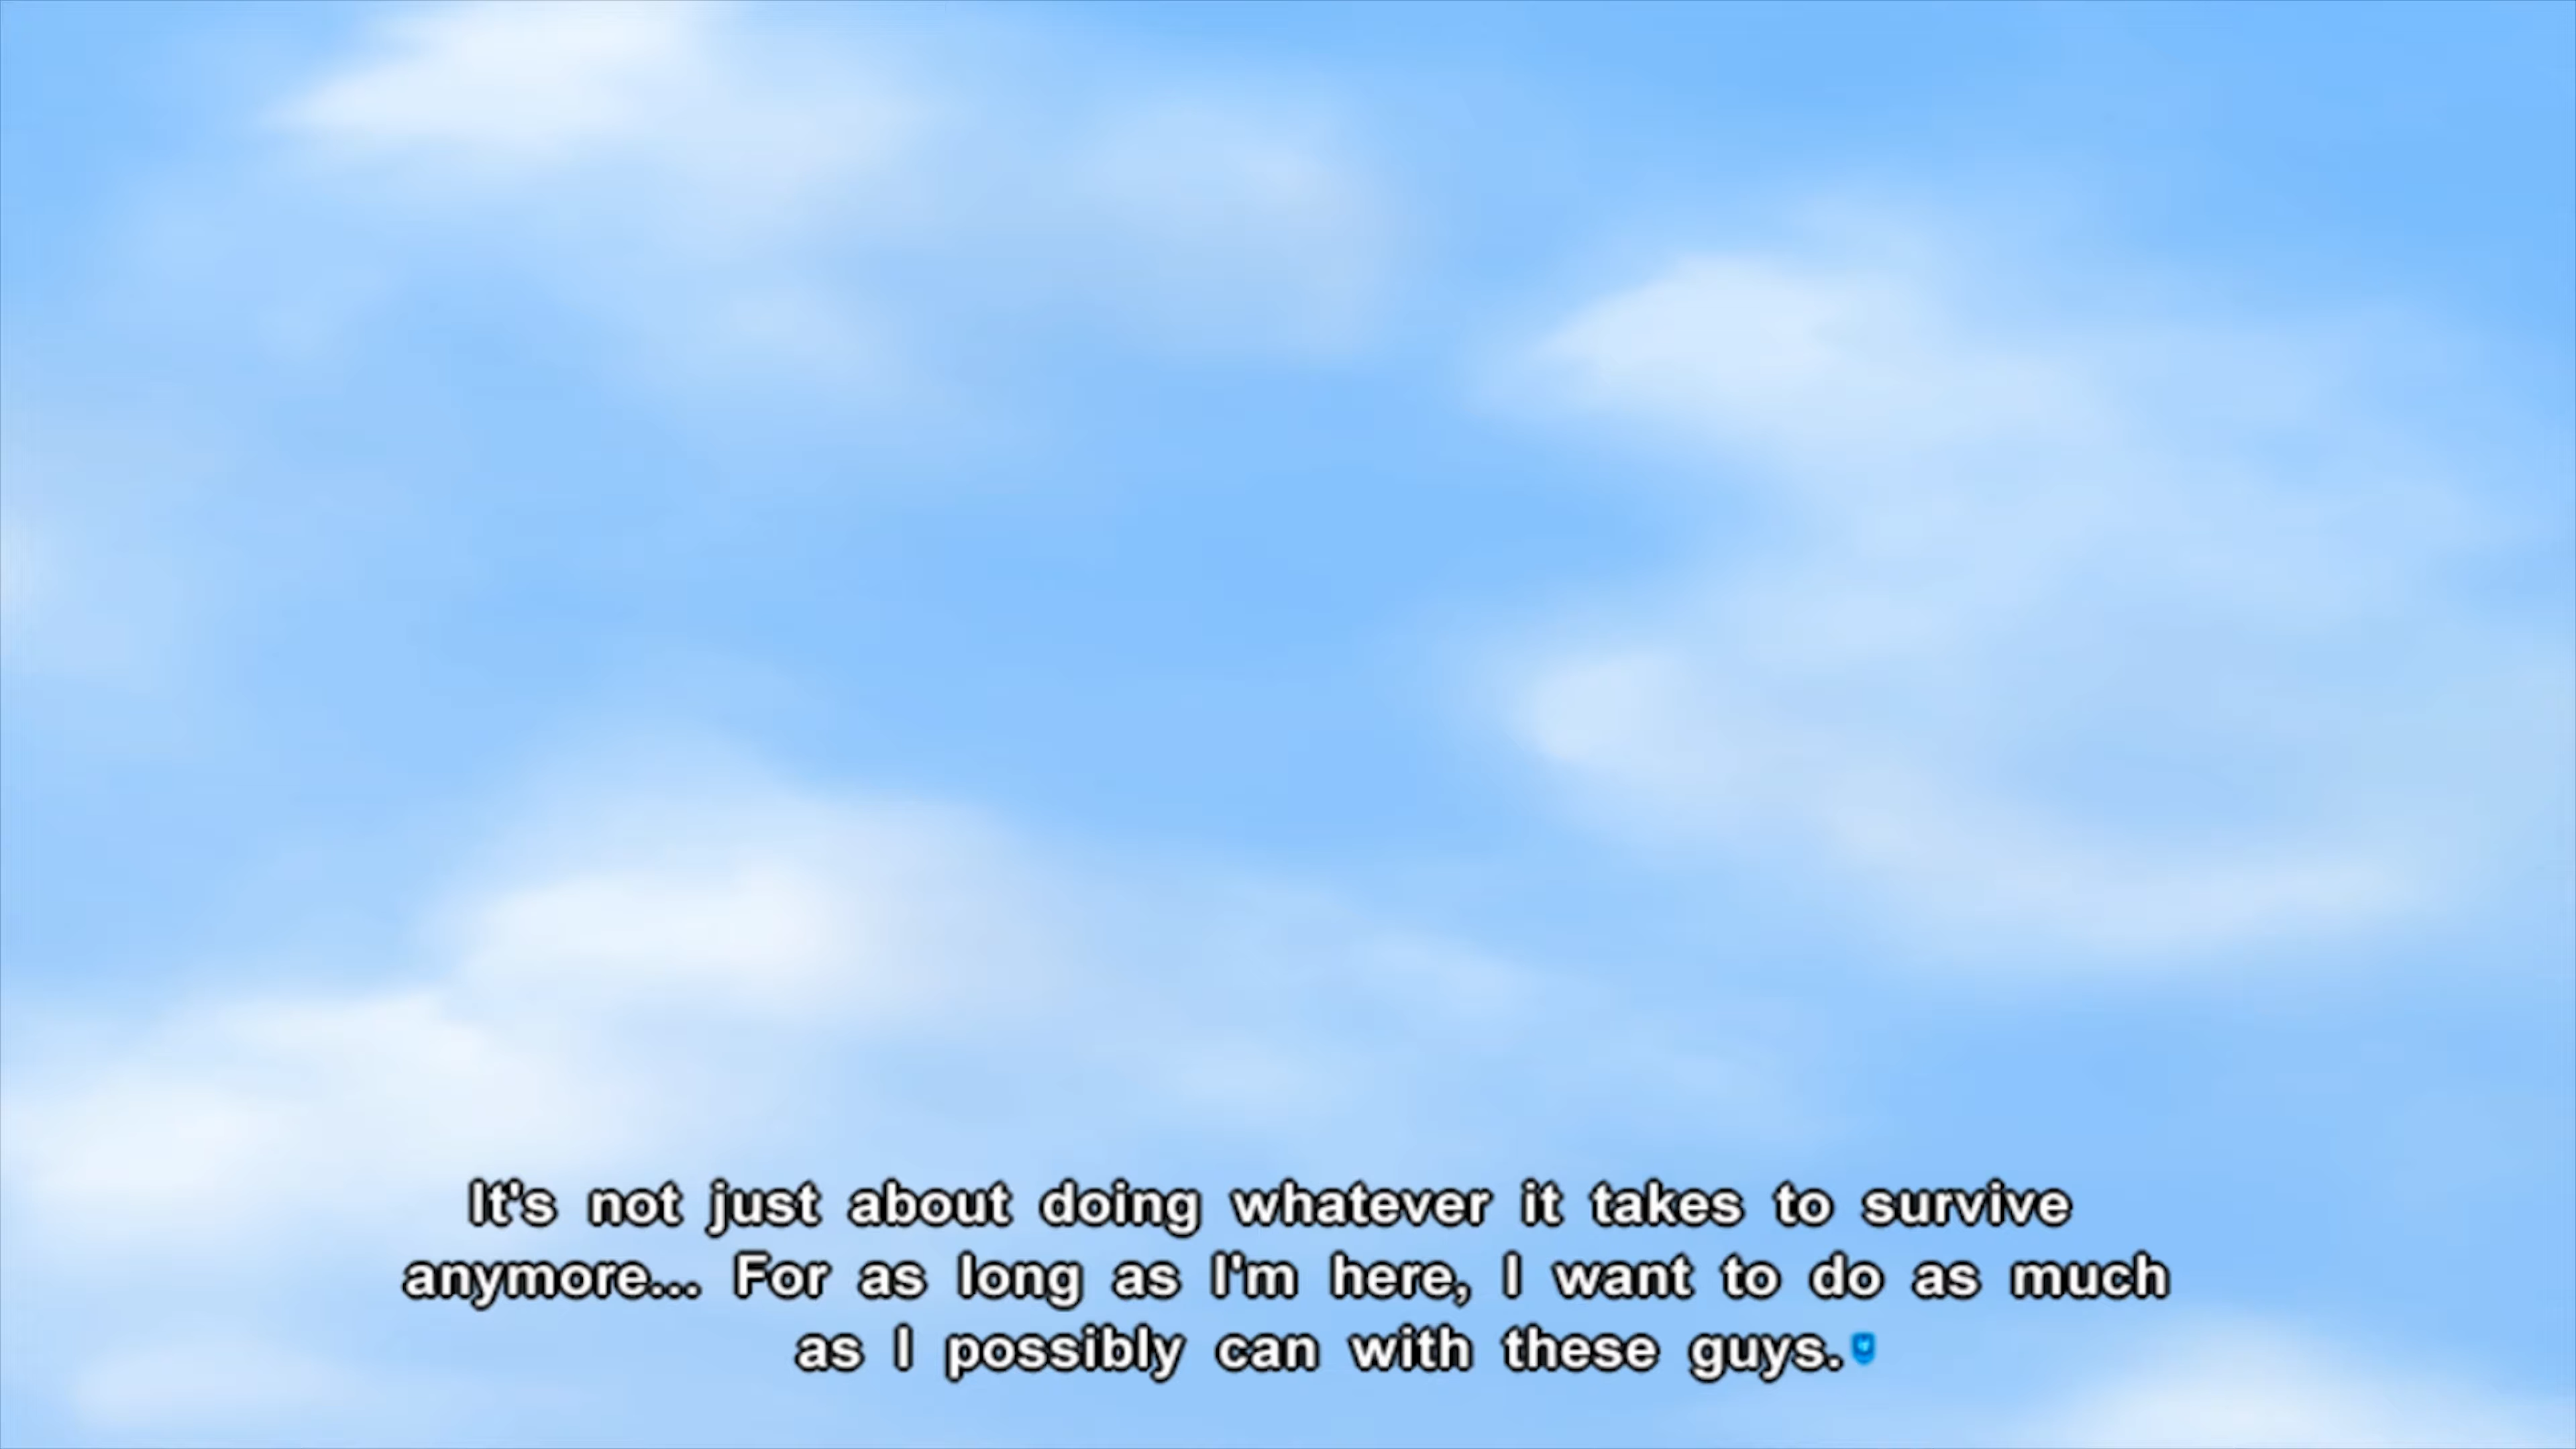 It's not just about doing whatever it takes to survive
anymore... For as long as I'm here, I want to do as much
as I possibly can with these guys.